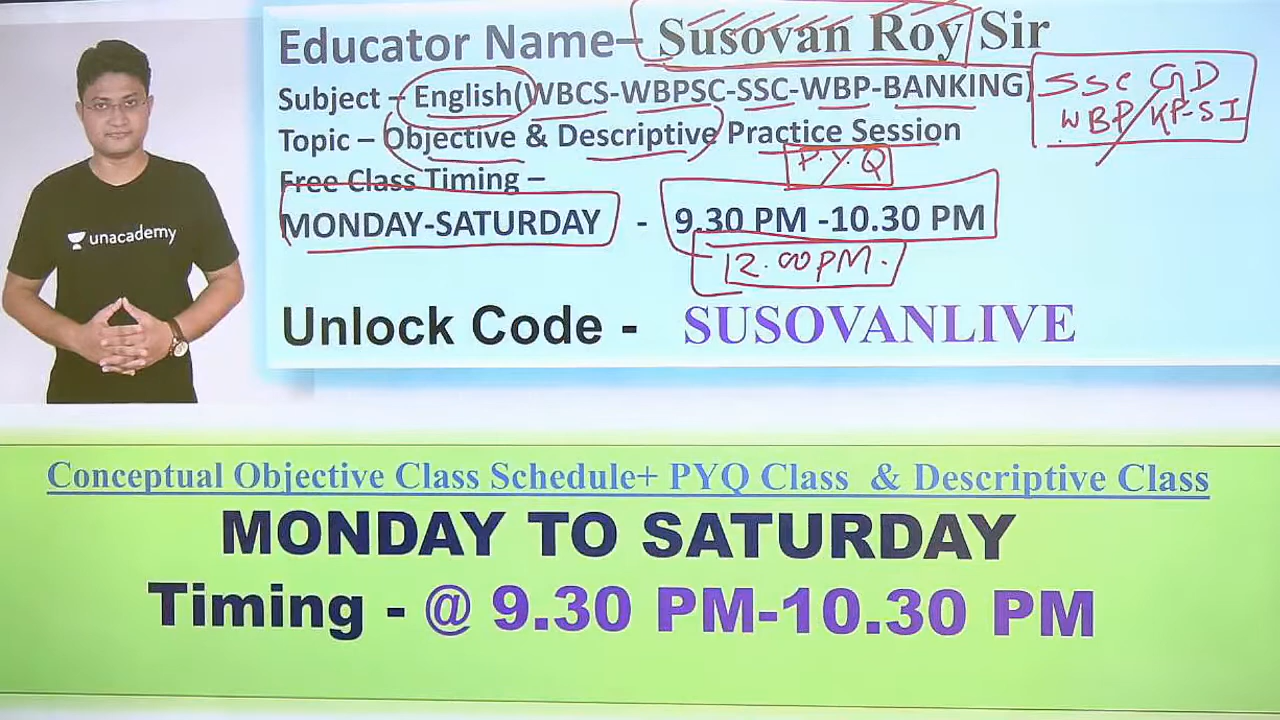 Educator Name– Susovan Roy Sir
Subject – English(WBCS-WBPSC-SSC-WBP-BANKING)
SSC GD
WBP/KP-SI
Topic – Objective & Descriptive Practice Session
P.Y.Q
Free Class Timing –
MONDAY-SATURDAY - 9.30 PM -10.30 PM
12.00PM.
Unlock Code - SUSOVANLIVE
unacademy
Conceptual Objective Class Schedule+ PYQ Class & Descriptive Class
MONDAY TO SATURDAY
Timing - @ 9.30 PM-10.30 PM